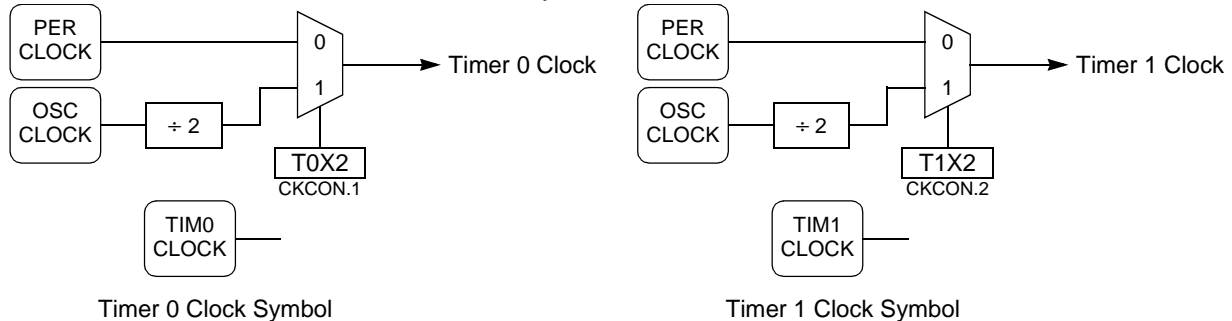 PER
CLOCK
0
Timer 0 Clock
OSC
CLOCK
÷ 2
1
T0X2
CKCON.1
TIM0
CLOCK
Timer 0 Clock Symbol
PER
CLOCK
0
Timer 1 Clock
OSC
CLOCK
÷ 2
1
T1X2
CKCON.2
TIM1
CLOCK
Timer 1 Clock Symbol